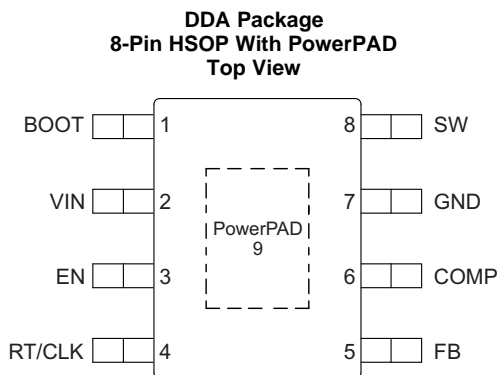 DDA Package
8-Pin HSOP With PowerPAD
Top View
BOOT 1 8 SW
VIN 2 7 GND
PowerPAD
9
EN 3 6 COMP
RT/CLK 4 5 FB